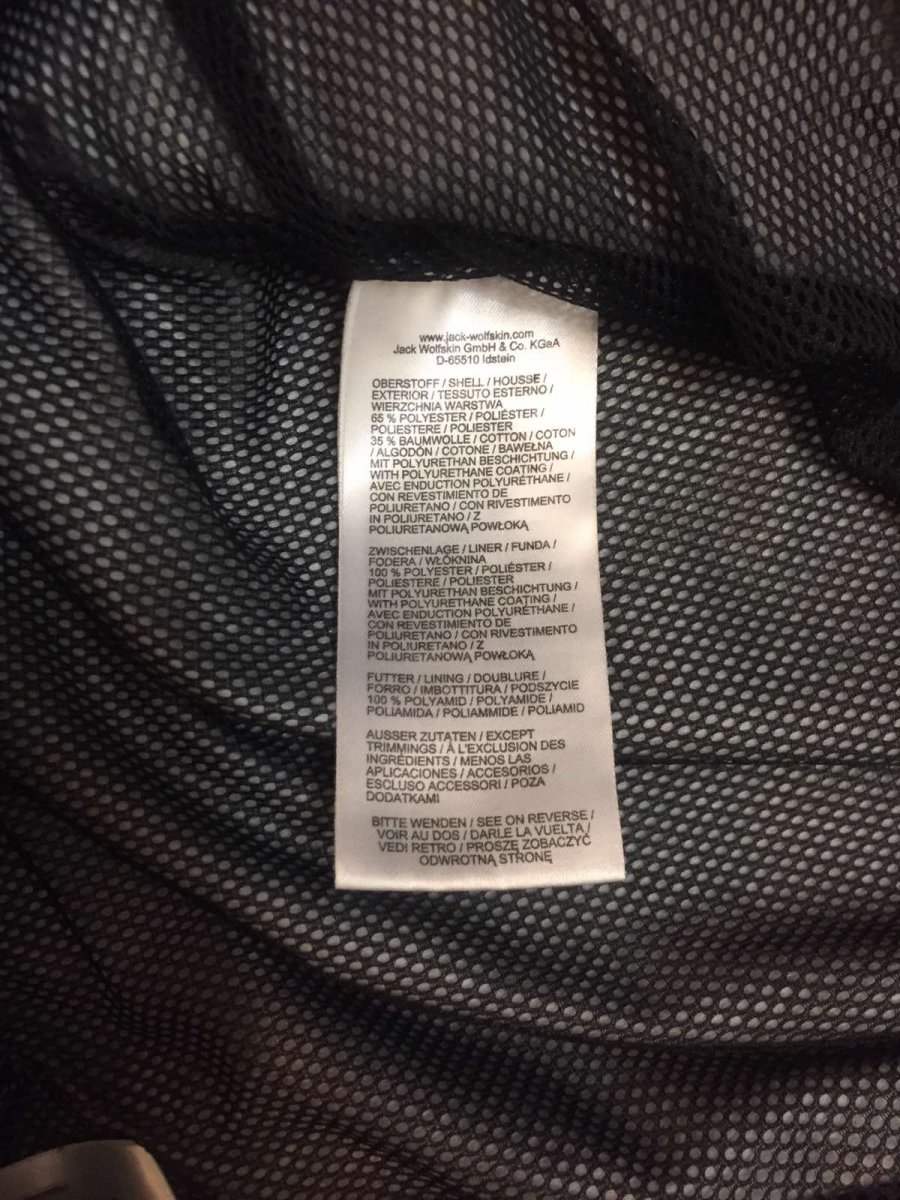 www.jack-wolfskin.com
Jack Wolfskin GmbH & Co. KGaA
D-65510 Idstein
OBERSTOFF / SHELL / HOUSSE /
EXTERIOR / TESSUTO ESTERNO /
WIERZCHNIA WARSTWA
65 % POLYESTER / POLIÉSTER /
POLIESTERE / POLIESTER
35 % BAUMWOLLE / COTTON / COTON
/ ALGODÓN / COTONE / BAWEŁNA
MIT POLYURETHAN BESCHICHTUNG /
WITH POLYURETHANE COATING /
AVEC ENDUCTION POLYURÉTHANE /
CON REVESTIMIENTO DE
POLIURETANO / CON RIVESTIMENTO
IN POLIURETANO / Z
POLIURETANOWĄ POWŁOKĄ
ZWISCHENLAGE / LINER / FUNDA /
FODERA / WŁÓKNINA
100 % POLYESTER / POLIÉSTER /
POLIESTERE / POLIESTER
MIT POLYURETHAN BESCHICHTUNG /
WITH POLYURETHANE COATING /
AVEC ENDUCTION POLYURÉTHANE /
CON REVESTIMIENTO DE
POLIURETANO / CON RIVESTIMENTO
IN POLIURETANO / Z
POLIURETANOWĄ POWŁOKĄ
FUTTER / LINING / DOUBLURE /
FORRO / IMBOTTITURA / PODSZYCIE
100 % POLYAMID / POLYAMIDE /
POLIAMIDA / POLIAMMIDE / POLIAMID
AUSSER ZUTATEN / EXCEPT
TRIMMINGS / À L'EXCLUSION DES
INGRÉDIENTS / MENOS LAS
APLICACIONES / ACCESORIOS /
ESCLUSO ACCESSORI / POZA
DODATKAMI
BITTE WENDEN / SEE ON REVERSE /
VOIR AU DOS / DARLE LA VUELTA /
VEDI RETRO / PROSZĘ ZOBACZYĆ
ODWROTNĄ STRONĘ